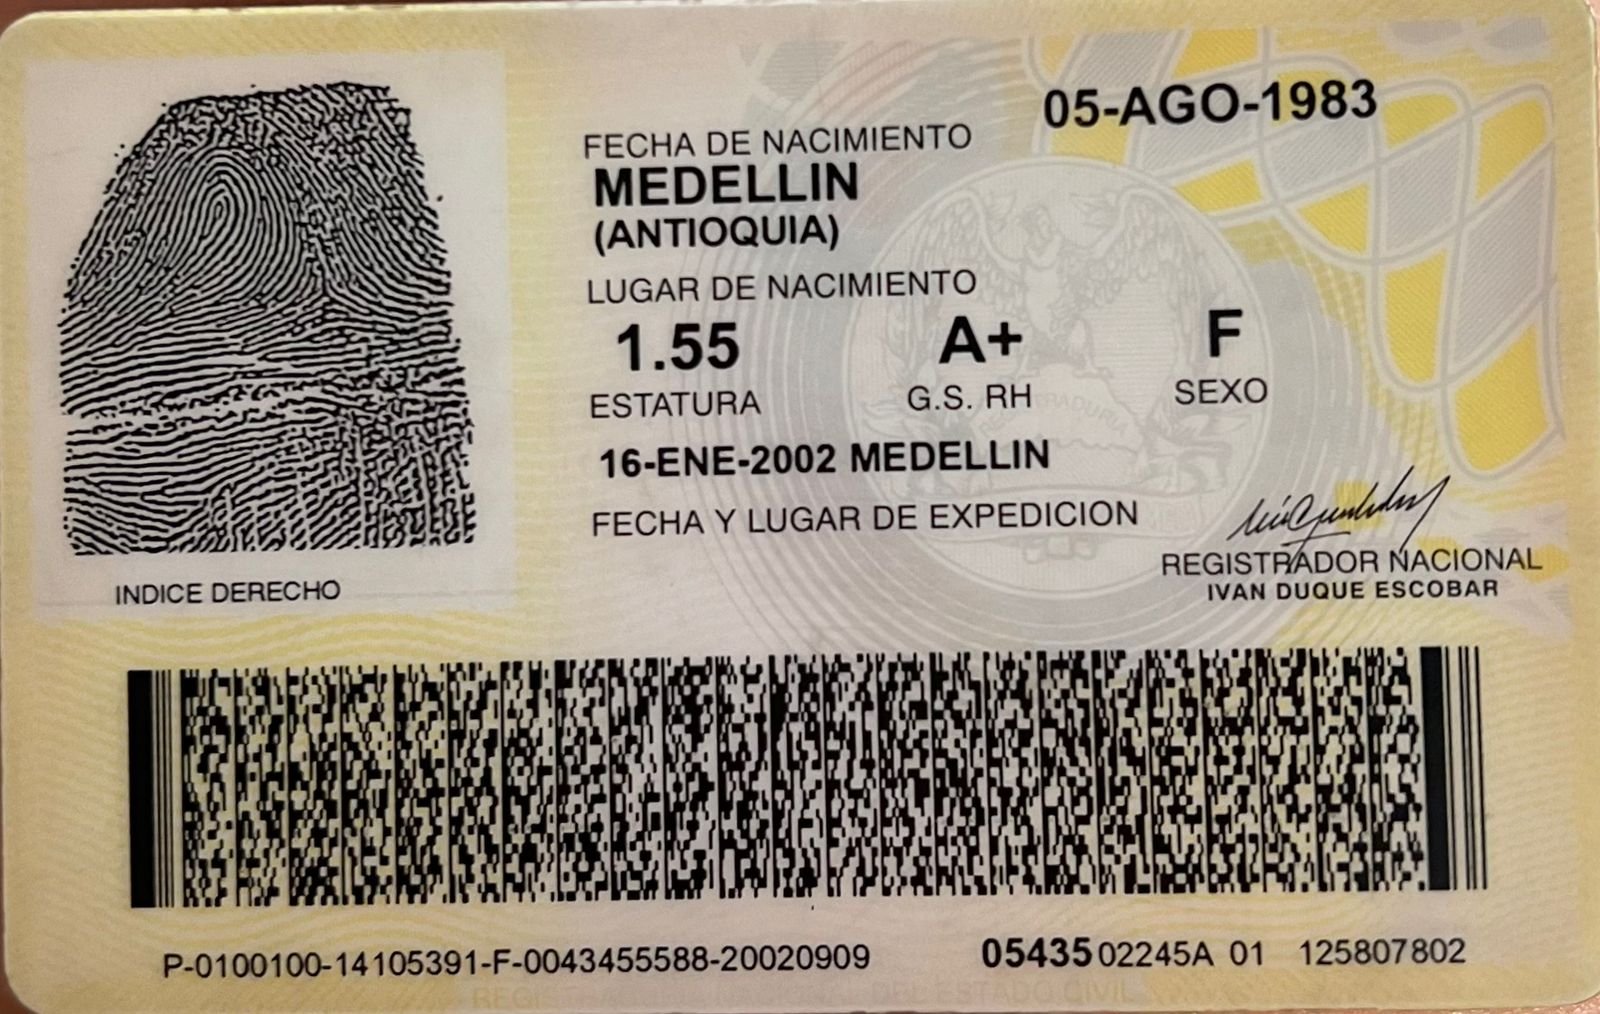 05-AGO-1983
FECHA DE NACIMIENTO
MEDELLIN
(ANTIOQUIA)
LUGAR DE NACIMIENTO
1.55 A+ F
ESTATURA G.S. RH SEXO
16-ENE-2002 MEDELLIN
FECHA Y LUGAR DE EXPEDICION
REGISTRADOR NACIONAL
IVAN DUQUE ESCOBAR
INDICE DERECHO
P-0100100-14105391-F-0043455588-20020909 05435 02245A 01 125807802